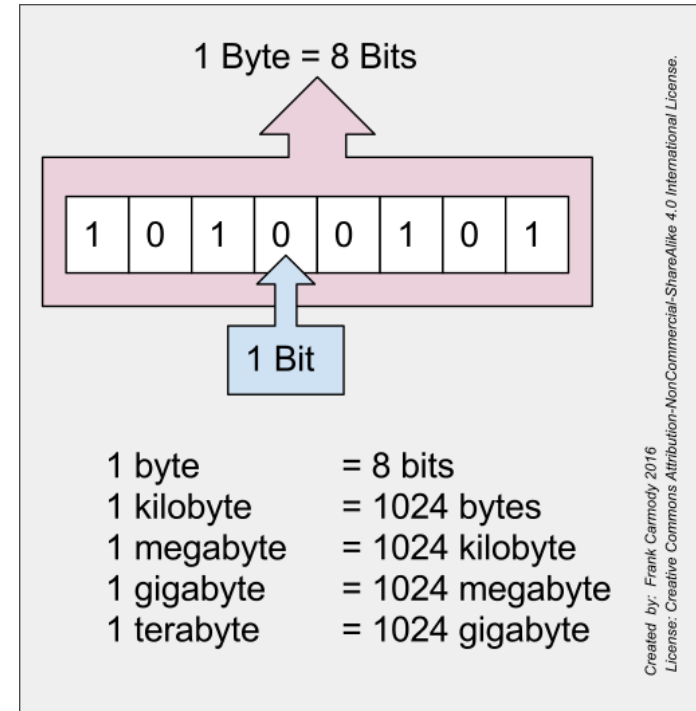 1 Byte = 8 Bits
1 0 1 0 0 1 0 1
1 Bit
1 byte = 8 bits
1 kilobyte = 1024 bytes
1 megabyte = 1024 kilobyte
1 gigabyte = 1024 megabyte
1 terabyte = 1024 gigabyte
Created by: Frank Carmody 2016
License: Creative Commons Attribution-NonCommercial-ShareAlike 4.0 International License.